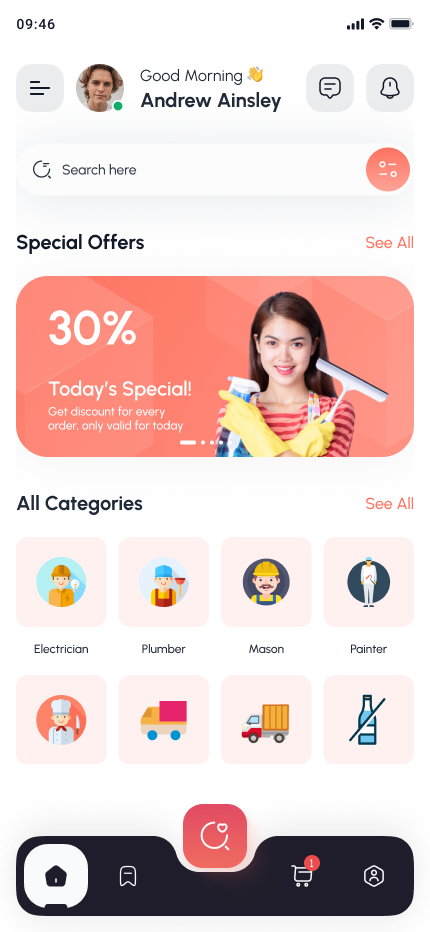 09:46
Good Morning 👋
Andrew Ainsley
Search here
Special Offers
See All
30%
Today's Special!
Get discount for every
order, only valid for today
All Categories
See All
Electrician
Plumber
Mason
Painter
1